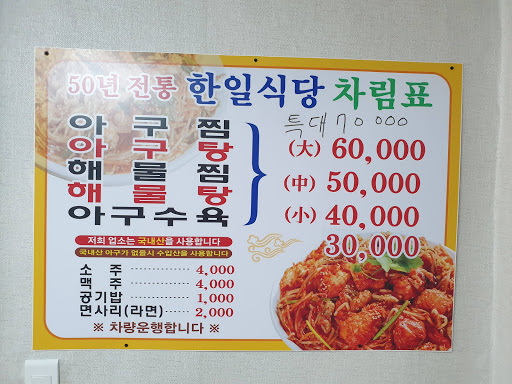 50년 전통 한일식당 차림표
특대 70 000
아구찜
아구탕
해물찜
해물탕
아구수육
(大) 60,000
(中) 50,000
(小) 40,000
30,000
저희 업소는 국내산을 사용합니다
국내산 아구가 없을시 수입산을 사용합니다
소주 ············ 4,000
맥주 ············ 4,000
공기밥 ·········· 1,000
면사리(라면) ······ 2,000
※ 차량운행합니다 ※